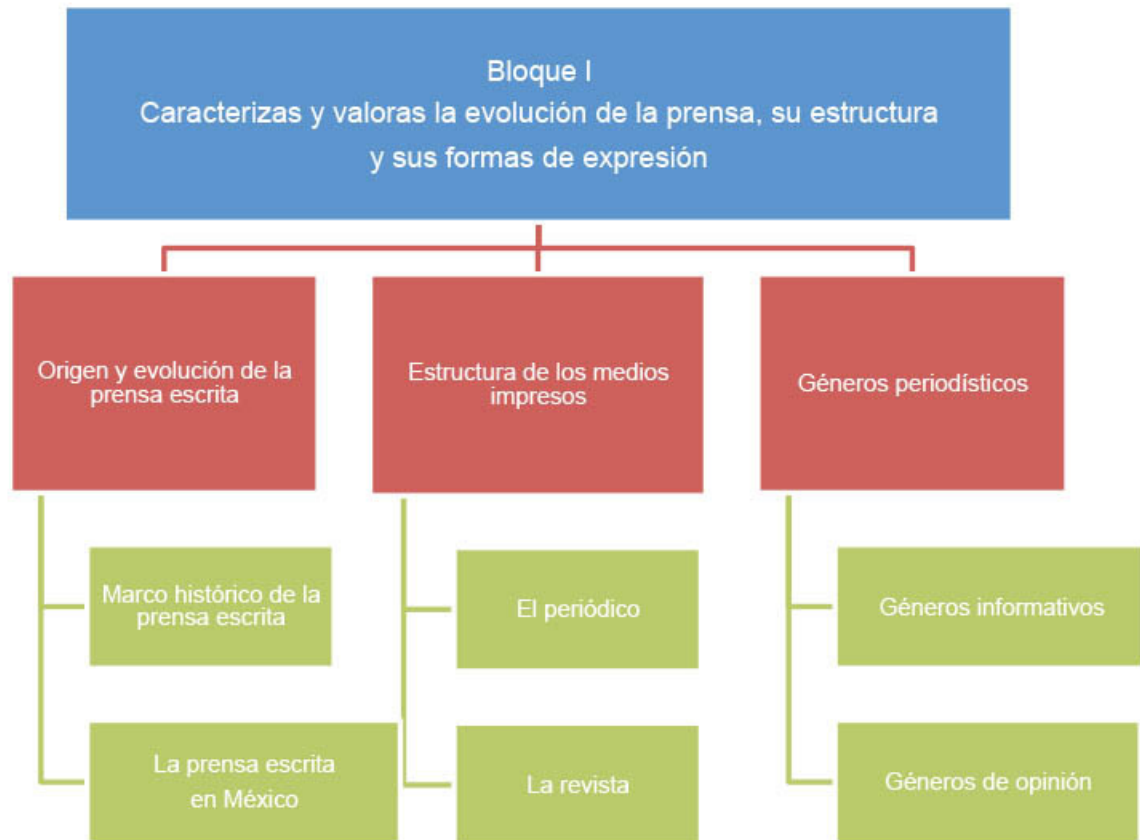 Bloque I
Caracterizas y valoras la evolución de la prensa, su estructura
y sus formas de expresión
Origen y evolución de la
prensa escrita
Estructura de los medios
impresos
Géneros periodísticos
Marco histórico de la
prensa escrita
El periódico
Géneros informativos
La prensa escrita
en México
La revista
Géneros de opinión